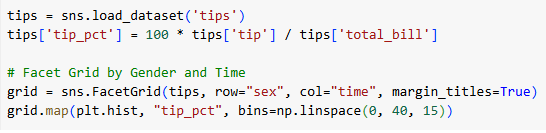 tips = sns.load_dataset('tips')
tips['tip_pct'] = 100 * tips['tip'] / tips['total_bill']
# Facet Grid by Gender and Time
grid = sns.FacetGrid(tips, row="sex", col="time", margin_titles=True)
grid.map(plt.hist, "tip_pct", bins=np.linspace(0, 40, 15))